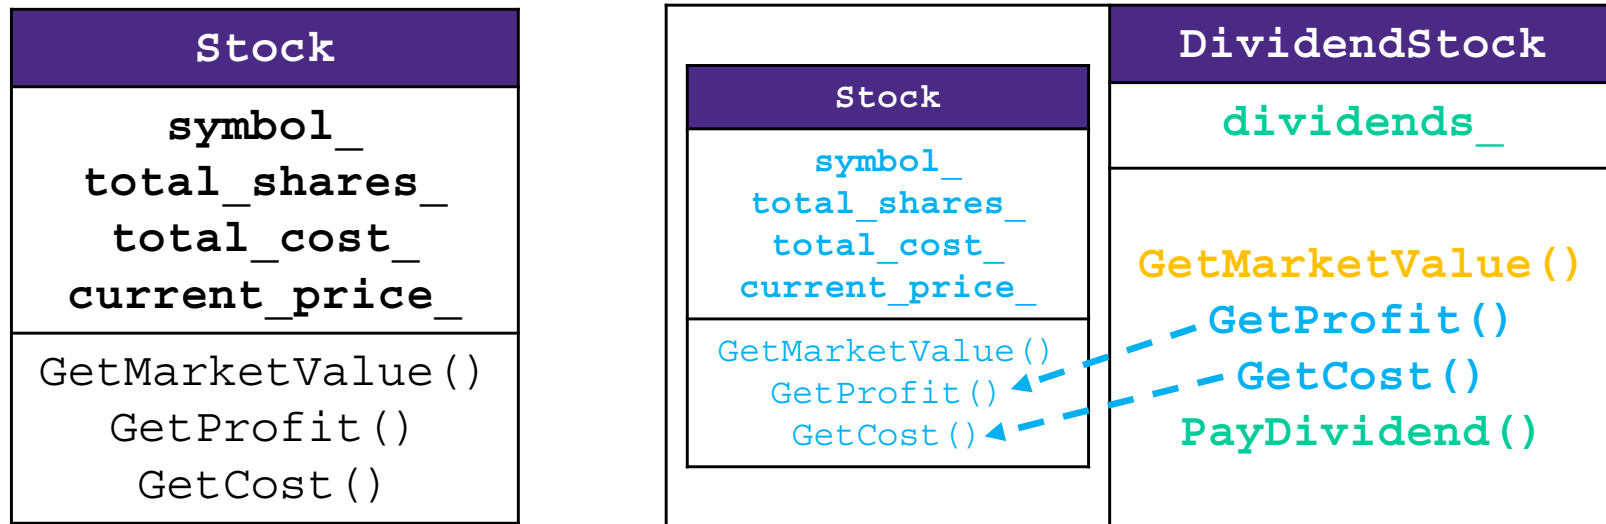 Stock
symbol_
total_shares_
total_cost_
current_price_
GetMarketValue()
GetProfit()
GetCost()
Stock
symbol_
total_shares_
total_cost_
current_price_
GetMarketValue()
GetProfit()
GetCost()
DividendStock
dividends_
GetMarketValue()
GetProfit()
GetCost()
PayDividend()